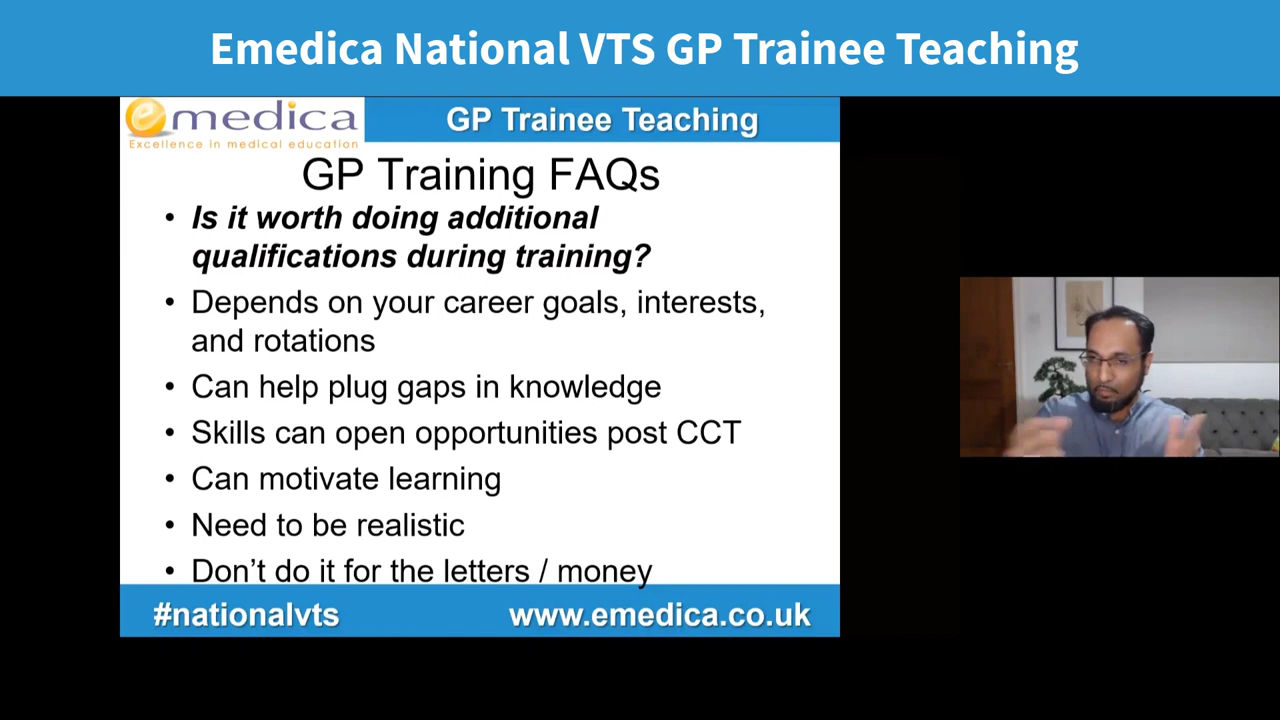 Emedica National VTS GP Trainee Teaching
emedica
Excellence in medical education
GP Trainee Teaching
GP Training FAQs
• Is it worth doing additional
qualifications during training?
• Depends on your career goals, interests,
and rotations
• Can help plug gaps in knowledge
• Skills can open opportunities post CCT
• Can motivate learning
• Need to be realistic
• Don't do it for the letters / money
#nationalvts
www.emedica.co.uk